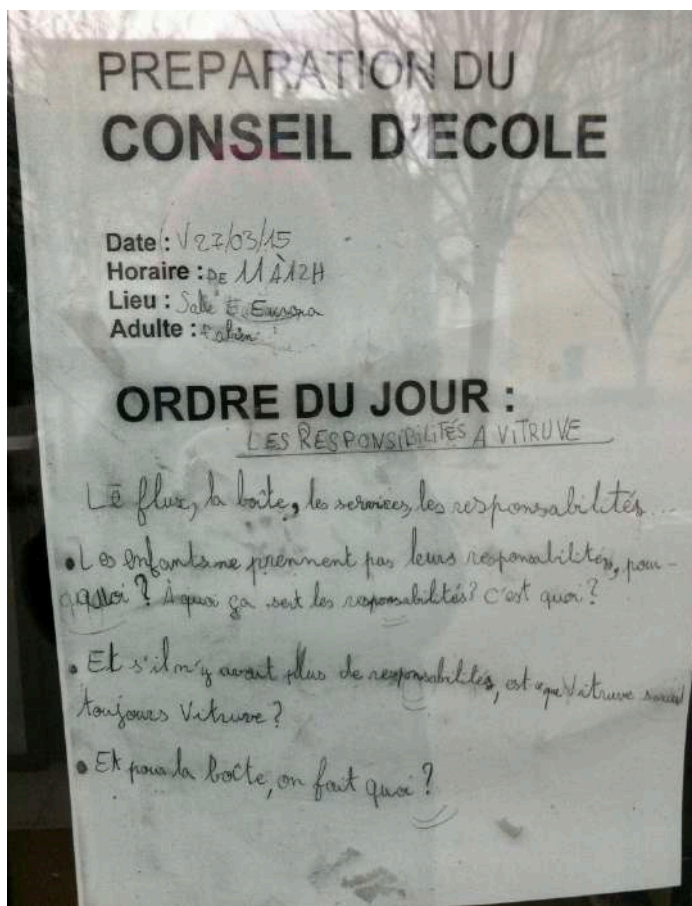 PREPARATION DU
CONSEIL D'ECOLE
Date : V 27/03/15
Horaire : DE 11 À 12H
Lieu : Salle
Adulte : Fabien
ORDRE DU JOUR :
LES RESPONSIBILITÉS A VITRUVE
Le flux, la boîte, les services, les responsabilités...
• Les enfants ne prennent pas leurs responsabilités, pour-
quoi ? À quoi ça sert les responsabilités ? C'est quoi ?
• Et s'il n'y avait plus de responsabilités, est que Vitruve serait
toujours Vitruve ?
• Et pour la boîte, on fait quoi ?